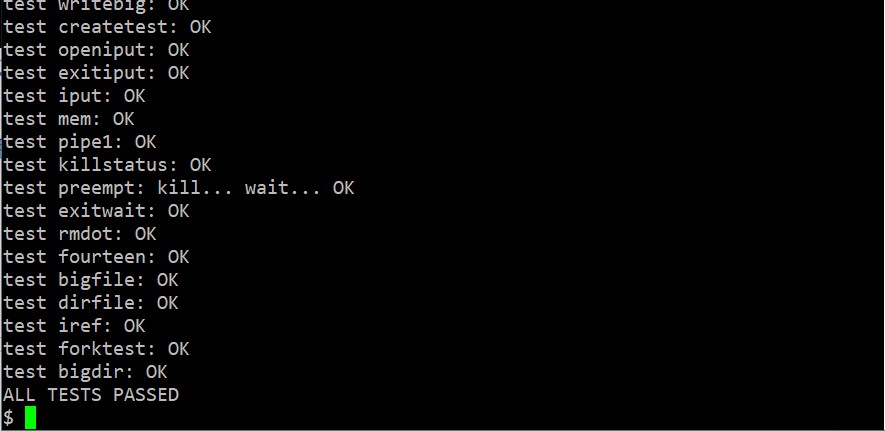 test writebig: OK
test createtest: OK
test openiput: OK
test exitiput: OK
test iput: OK
test mem: OK
test pipe1: OK
test killstatus: OK
test preempt: kill... wait... OK
test exitwait: OK
test rmdot: OK
test fourteen: OK
test bigfile: OK
test dirfile: OK
test iref: OK
test forktest: OK
test bigdir: OK
ALL TESTS PASSED
$